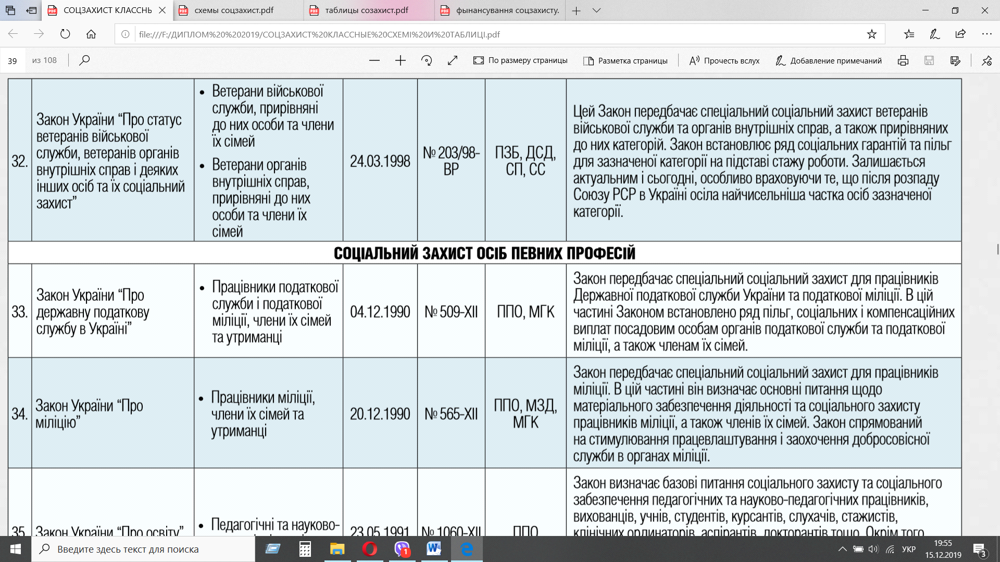 СОЦЗАХИСТ КЛАССНЬ
схемы соцзахист.pdf
таблицы созахист.pdf
фынансування соцзахисту.
file:///F:/ДИПЛОМ%20%202019/СОЦЗАХИСТ%20КЛАССНЫЕ%20СХЕМІ%20И%20ТАБЛИЦІ.pdf
39 из 108
По размеру страницы
Разметка страницы
Прочесть вслух
Добавление примечаний
32.
Закон України “Про статус
ветеранів військової
служби, ветеранів органів
внутрішніх справ і деяких
інших осіб та їх соціальний
захист”
• Ветерани військової
служби, прирівняні
до них особи та члени
їх сімей
• Ветерани органів
внутрішніх справ,
прирівняні до них
особи та члени їх
сімей
24.03.1998
№ 203/98-
ВР
ПЗБ, ДСД,
СП, СС
Цей Закон передбачає спеціальний соціальний захист ветеранів
військової служби та органів внутрішніх справ, а також прирівняних
до них категорій. Закон встановлює ряд соціальних гарантій та пільг
для зазначеної категорії на підставі стажу роботи. Залишається
актуальним і сьогодні, особливо враховуючи те, що після розпаду
Союзу РСР в Україні осіла найчисельніша частка осіб зазначеної
категорії.
СОЦІАЛЬНИЙ ЗАХИСТ ОСІБ ПЕВНИХ ПРОФЕСІЙ
33.
Закон України “Про
державну податкову
службу в Україні”
• Працівники податкової
служби і податкової
міліції, члени їх сімей
та утриманці
04.12.1990
№ 509-XII
ППО, МГК
Закон передбачає спеціальний соціальний захист для працівників
Державної податкової служби України та податкової міліції. В цій
частині Законом встановлено ряд пільг, соціальних і компенсаційних
виплат посадовим особам органів податкової служби та податкової
міліції, а також членам їх сімей.
34.
Закон України “Про
міліцію”
• Працівники міліції,
члени їх сімей та
утриманці
20.12.1990
№ 565-XII
ППО, МЗД,
МГК
Закон передбачає спеціальний соціальний захист для працівників
міліції. В цій частині він визначає основні питання щодо
матеріального забезпечення діяльності та соціального захисту
працівників міліції, а також членів їх сімей. Закон спрямований
на стимулювання працевлаштування і заохочення добросовісної
служби в органах міліції.
35.
Закон України “Про освіту”
• Педагогічні та науково-
23.05.1991
№ 1060-XII
ППО
Закон визначає базові питання соціального захисту та соціального
забезпечення педагогічних та науково-педагогічних працівників,
вихованців, учнів, студентів, курсантів, слухачів, стажистів,
клінічних ординаторів, аспірантів, докторантів тощо. Окрім того
Введите здесь текст для поиска
1
УКР
19:55
15.12.2019
3